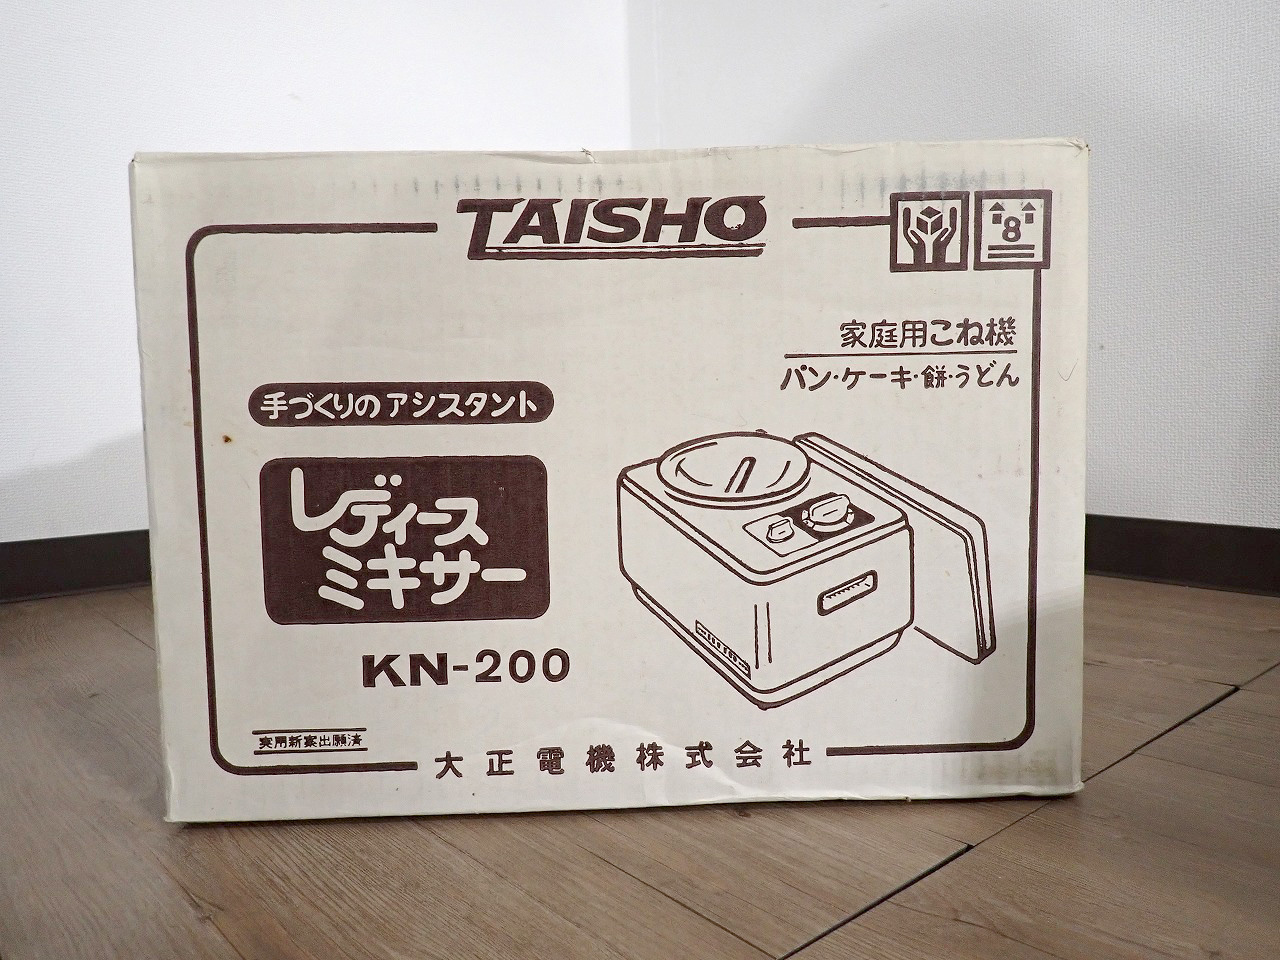 TAISHO
8
家庭用こね機
パン・ケーキ・餅・うどん
手づくりのアシスタント
レディース
ミキサー
KN-200
実用新案出願済
大正電機株式会社